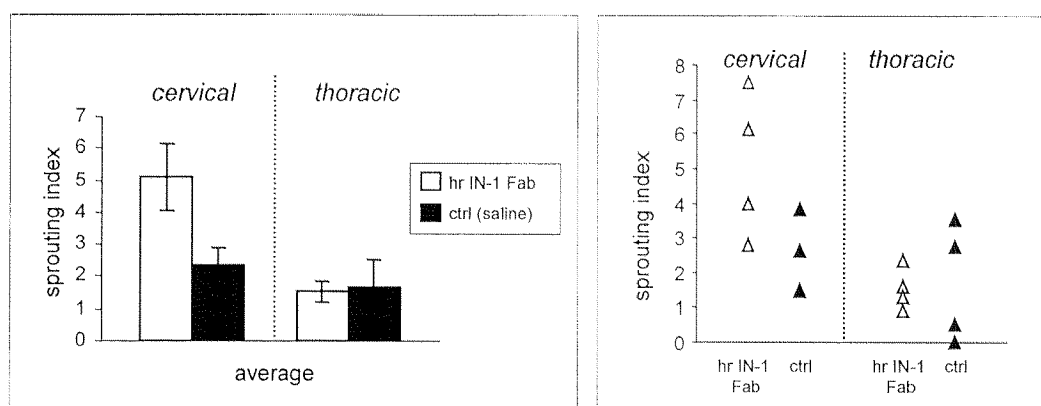 cervical thoracic
7
6
5
4
3
2
1
0
sprouting index
hr IN-1 Fab
ctrl (saline)
average
cervical thoracic
8
7
6
5
4
3
2
1
0
sprouting index
hr IN-1 ctrl hr IN-1 ctrl
Fab Fab